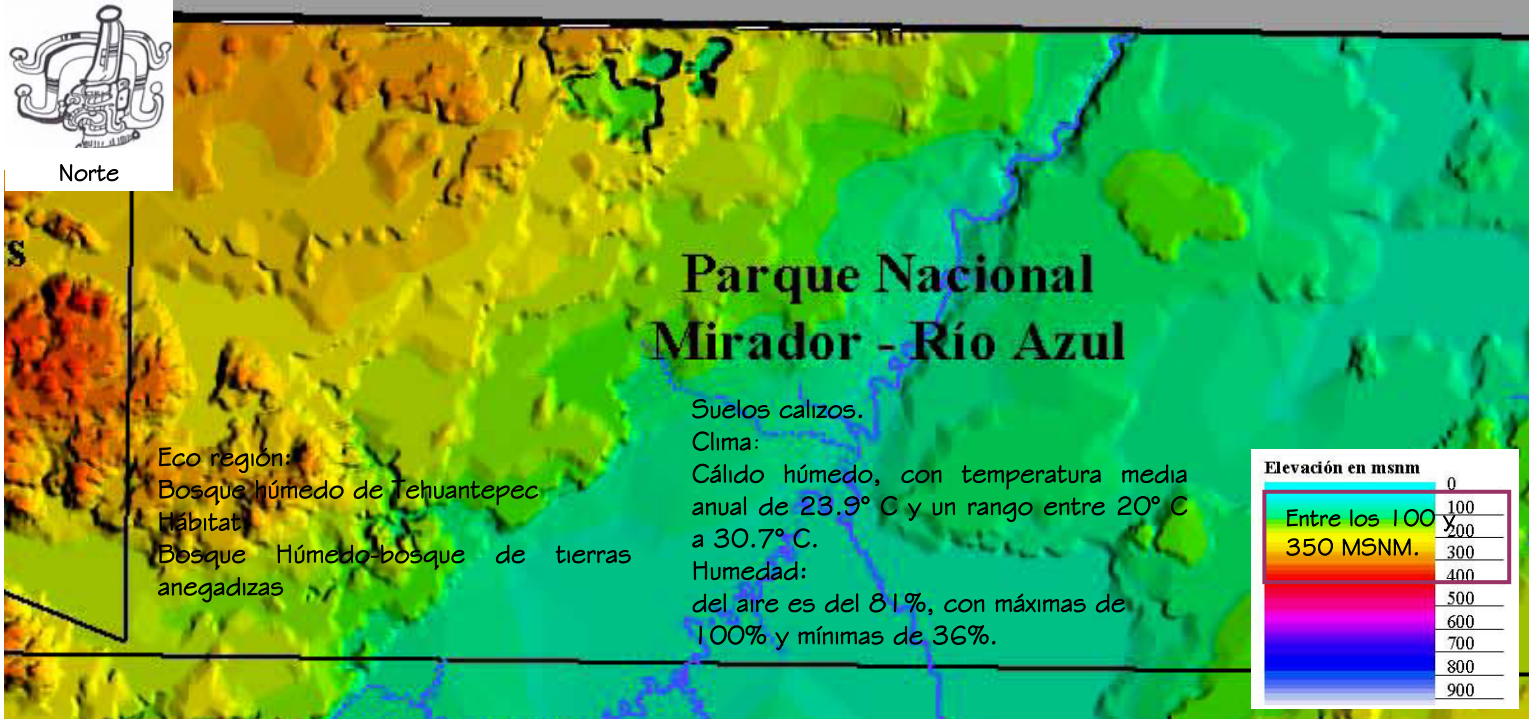 Norte
s
Parque Nacional
Mirador - Río Azul
Eco región:
Bosque húmedo de Tehuantepec
Hábitat
Bosque Húmedo-bosque de tierras
anegadizas
Suelos calizos.
Clima:
Cálido húmedo, con temperatura media
anual de 23.9° C y un rango entre 20° C
a 30.7° C.
Humedad:
del aire es del 81%, con máximas de
100% y mínimas de 36%.
Elevación en msnm
0
100
200
300
400
500
600
700
800
900
Entre los 100 y
350 MSNM.